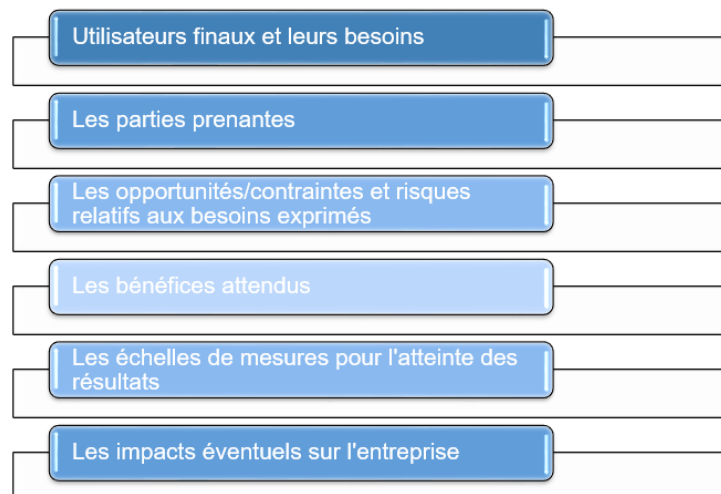 Utilisateurs finaux et leurs besoins
Les parties prenantes
Les opportunités/contraintes et risques
relatifs aux besoins exprimés
Les bénéfices attendus
Les échelles de mesures pour l'atteinte des
résultats
Les impacts éventuels sur l'entreprise